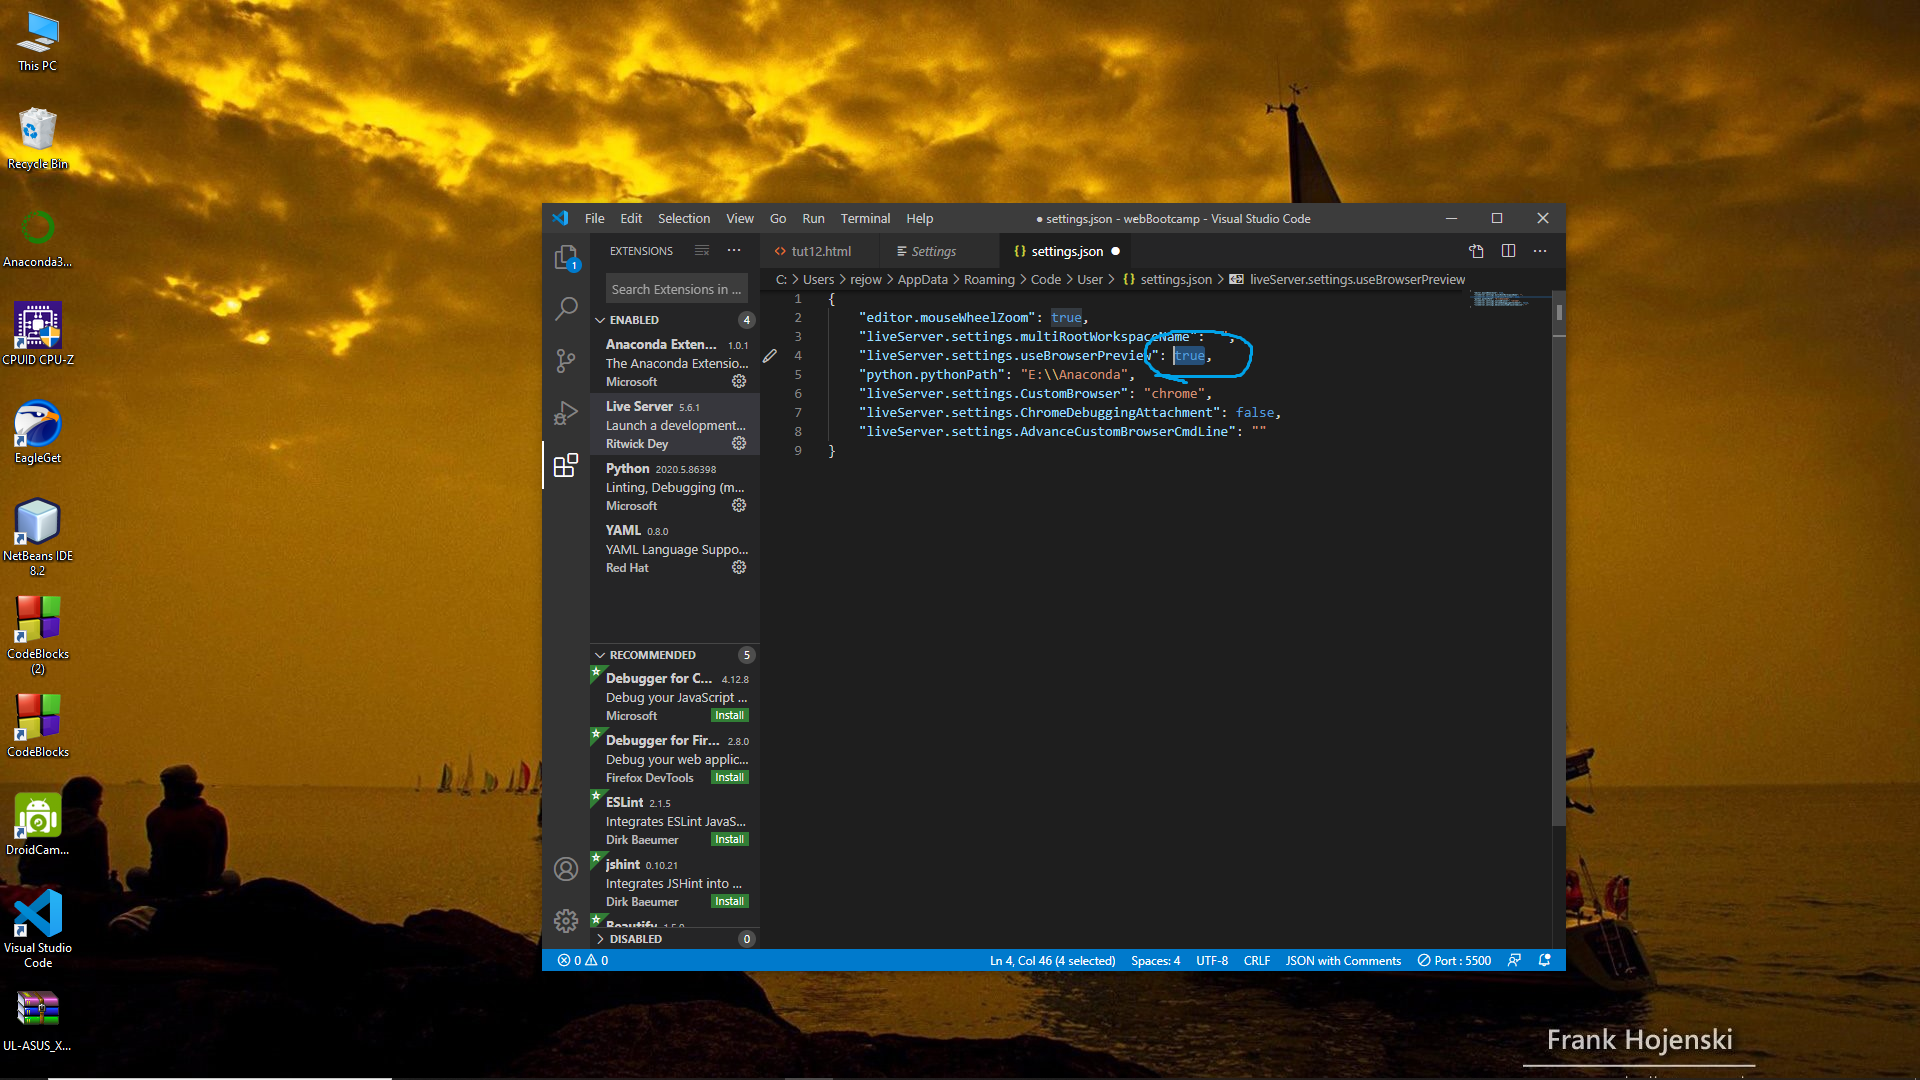 This PC
Recycle Bin
Anaconda3...
CPUID CPU-Z
EagleGet
NetBeans IDE
8.2
CodeBlocks
(2)
CodeBlocks
DroidCam...
Visual Studio
Code
UL-ASUS_X...
File Edit Selection View Go Run Terminal Help
● settings.json - webBootcamp - Visual Studio Code
1
EXTENSIONS
Search Extensions in ...
ENABLED 4
Anaconda Exten... 1.0.1
The Anaconda Extensio...
Microsoft
Live Server 5.6.1
Launch a development...
Ritwick Dey
Python 2020.5.86398
Linting, Debugging (m...
Microsoft
YAML 0.8.0
YAML Language Suppo...
Red Hat
RECOMMENDED 5
Debugger for C... 4.12.8
Debug your JavaScript ...
Microsoft Install
Debugger for Fir... 2.8.0
Debug your web applic...
Firefox DevTools Install
ESLint 2.1.5
Integrates ESLint JavaS...
Dirk Baeumer Install
jshint 0.10.21
Integrates JSHint into ...
Dirk Baeumer Install
Beautify
DISABLED 0
tut12.html Settings {} settings.json ●
C: > Users > rejow > AppData > Roaming > Code > User > {} settings.json > liveServer.settings.useBrowserPreview
1 {
2 "editor.mouseWheelZoom": true,
3 "liveServer.settings.multiRootWorkspaceName": "",
4 "liveServer.settings.useBrowserPreview": true,
5 "python.pythonPath": "E:\\Anaconda",
6 "liveServer.settings.CustomBrowser": "chrome",
7 "liveServer.settings.ChromeDebuggingAttachment": false,
8 "liveServer.settings.AdvanceCustomBrowserCmdLine": ""
9 }
0 0 Ln 4, Col 46 (4 selected) Spaces: 4 UTF-8 CRLF JSON with Comments Port : 5500
Frank Hojenski